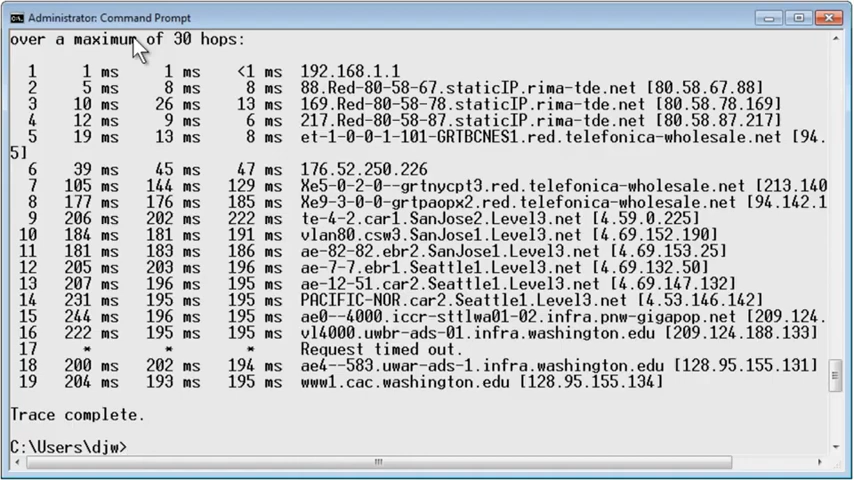 Administrator: Command Prompt
over a maximum of 30 hops:
1 1 ms 1 ms <1 ms 192.168.1.1
2 5 ms 8 ms 8 ms 88.Red-80-58-67.staticIP.rima-tde.net [80.58.67.88]
3 10 ms 26 ms 13 ms 169.Red-80-58-78.staticIP.rima-tde.net [80.58.78.169]
4 12 ms 9 ms 6 ms 217.Red-80-58-87.staticIP.rima-tde.net [80.58.87.217]
5 19 ms 13 ms 8 ms et-1-0-0-1-101-GRTBCNES1.red.telefonica-wholesale.net [94.
5]
6 39 ms 45 ms 47 ms 176.52.250.226
7 105 ms 144 ms 129 ms Xe5-0-2-0--grtnycpt3.red.telefonica-wholesale.net [213.140
8 177 ms 176 ms 185 ms Xe9-3-0-0-grtpaopx2.red.telefonica-wholesale.net [94.142.1
9 206 ms 202 ms 222 ms te-4-2.car1.SanJose2.Level3.net [4.59.0.225]
10 184 ms 181 ms 191 ms vlan80.csw3.SanJose1.Level3.net [4.69.152.190]
11 181 ms 183 ms 186 ms ae-82-82.ebr2.SanJose1.Level3.net [4.69.153.25]
12 205 ms 203 ms 196 ms ae-7-7.ebr1.Seattle1.Level3.net [4.69.132.50]
13 207 ms 196 ms 196 ms ae-12-51.car2.Seattle1.Level3.net [4.69.147.132]
14 231 ms 195 ms 195 ms PACIFIC-NOR.car2.Seattle1.Level3.net [4.53.146.142]
15 244 ms 196 ms 195 ms ae0--4000.iccr-sttlwa01-02.infra.pnw-gigapop.net [209.124.
16 222 ms 195 ms 195 ms vl4000.uwbr-ads-01.infra.washington.edu [209.124.188.133]
17 * * * Request timed out.
18 200 ms 202 ms 194 ms ae4--583.uwar-ads-1.infra.washington.edu [128.95.155.131]
19 204 ms 193 ms 195 ms www1.cac.washington.edu [128.95.155.134]
Trace complete.
C:\Users\djw>